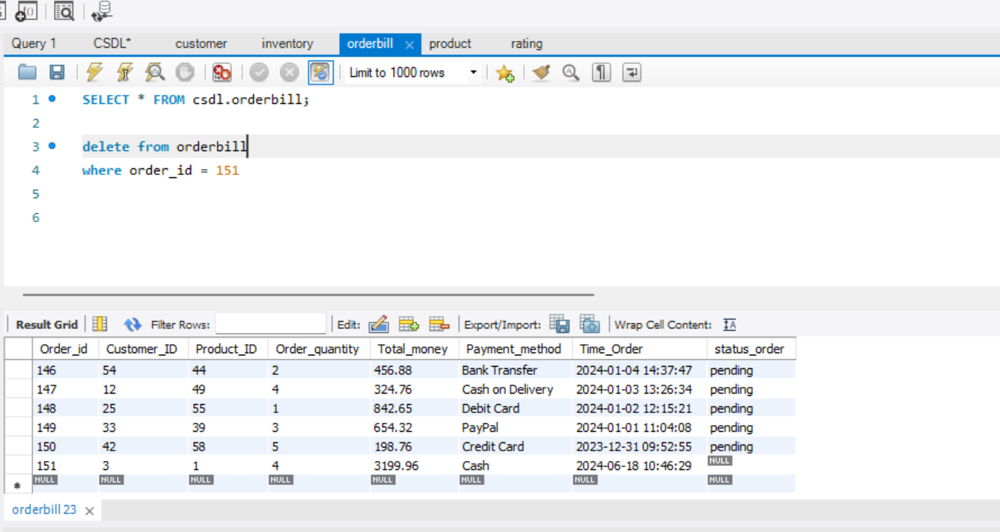 Query 1 CSDL* customer inventory orderbill product rating
Limit to 1000 rows
1 SELECT * FROM csdl.orderbill;
2
3 delete from orderbill
4 where order_id = 151
5
6
Result Grid Filter Rows: Edit: Export/Import: Wrap Cell Content:
Order_id Customer_ID Product_ID Order_quantity Total_money Payment_method Time_Order status_order
146 54 44 2 456.88 Bank Transfer 2024-01-04 14:37:47 pending
147 12 49 4 324.76 Cash on Delivery 2024-01-03 13:26:34 pending
148 25 55 1 842.65 Debit Card 2024-01-02 12:15:21 pending
149 33 39 3 654.32 PayPal 2024-01-01 11:04:08 pending
150 42 58 5 198.76 Credit Card 2023-12-31 09:52:55 pending
151 3 1 4 3199.96 Cash 2024-06-18 10:46:29 NULL
NULL NULL NULL NULL NULL NULL NULL NULL
orderbill 23